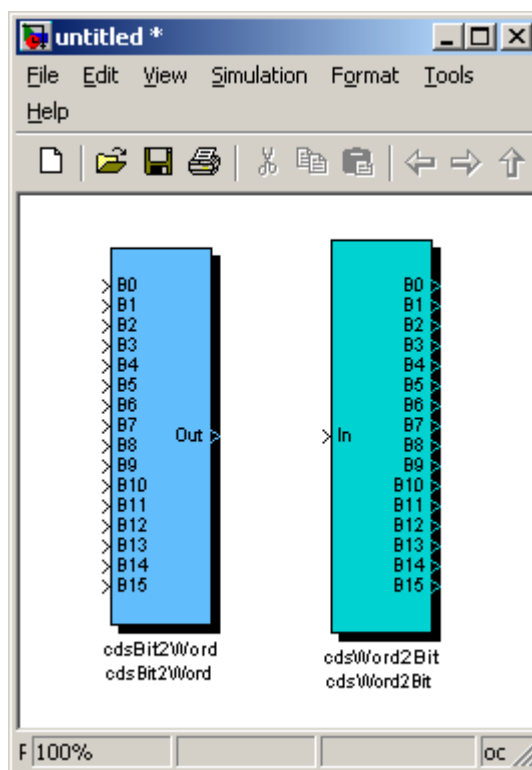 untitled *
File Edit View Simulation Format Tools
Help
B0
B1
B2
B3
B4
B5
B6
B7
B8
B9
B10
B11
B12
B13
B14
B15
Out
cdsBit2Word
cdsBit2Word
In
B0
B1
B2
B3
B4
B5
B6
B7
B8
B9
B10
B11
B12
B13
B14
B15
cdsWord2Bit
cdsWord2Bit
F 100% oc